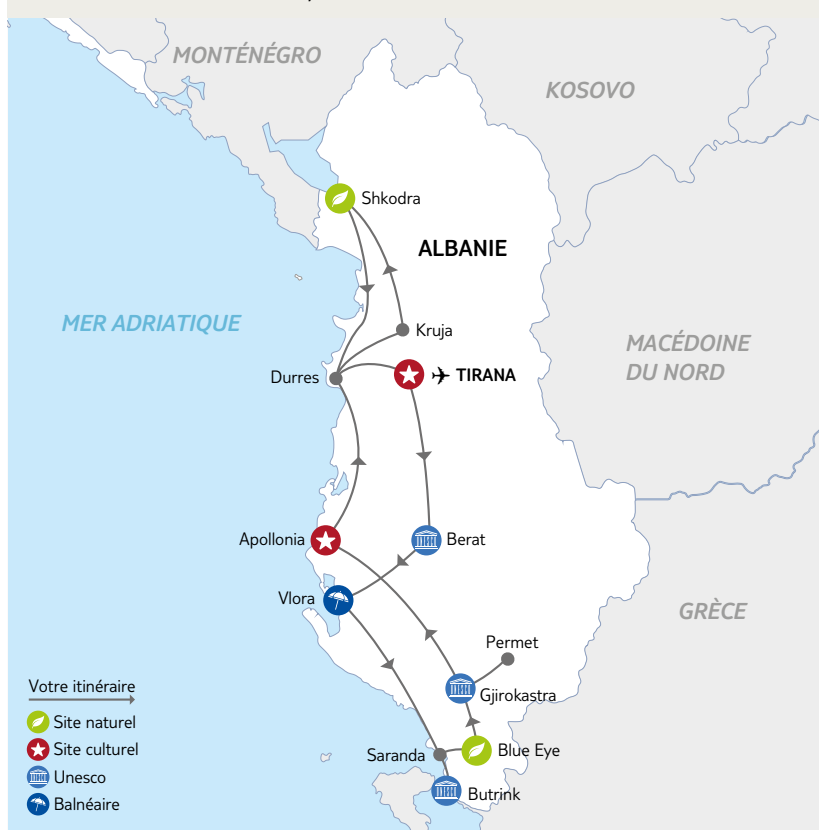 MONTÉNÉGRO
KOSOVO
Shkodra
ALBANIE
MER ADRIATIQUE
Kruja
MACÉDOINE
DU NORD
Durres
TIRANA
Apollonia
Berat
Vlora
GRÈCE
Permet
Gjirokastra
Votre itinéraire
Site naturel
Site culturel
Unesco
Balnéaire
Saranda
Blue Eye
Butrink